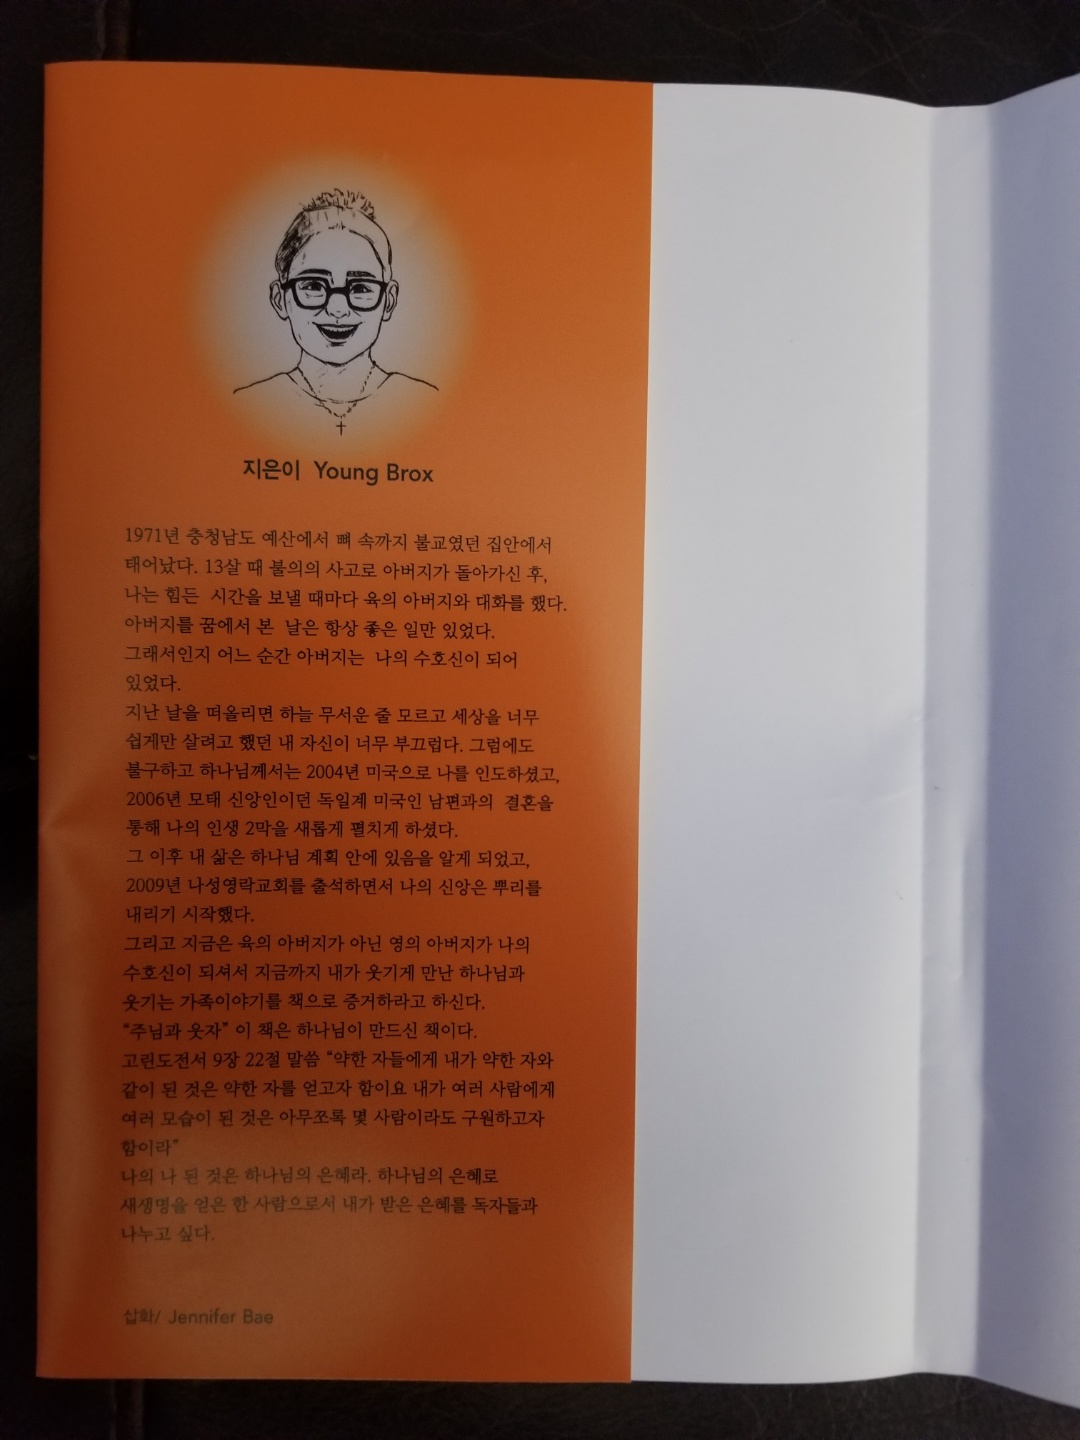 지은이 Young Brox
1971년 충청남도 예산에서 뼈 속까지 불교였던 집안에서
태어났다. 13살 때 불의의 사고로 아버지가 돌아가신 후,
나는 힘든 시간을 보낼 때마다 육의 아버지와 대화를 했다.
아버지를 꿈에서 본 날은 항상 좋은 일만 있었다.
그래서인지 어느 순간 아버지는 나의 수호신이 되어
있었다.
지난 날을 떠올리면 하늘 무서운 줄 모르고 세상을 너무
쉽게만 살려고 했던 내 자신이 너무 부끄럽다. 그럼에도
불구하고 하나님께서는 2004년 미국으로 나를 인도하셨고,
2006년 모태 신앙인이던 독일계 미국인 남편과의 결혼을
통해 나의 인생 2막을 새롭게 펼치게 하셨다.
그 이후 내 삶은 하나님 계획 안에 있음을 알게 되었고,
2009년 나성영락교회를 출석하면서 나의 신앙은 뿌리를
내리기 시작했다.
그리고 지금은 육의 아버지가 아닌 영의 아버지가 나의
수호신이 되셔서 지금까지 내가 웃기게 만난 하나님과
웃기는 가족이야기를 책으로 증거하라고 하신다.
“주님과 웃자” 이 책은 하나님이 만드신 책이다.
고린도전서 9장 22절 말씀 “약한 자들에게 내가 약한 자와
같이 된 것은 약한 자를 얻고자 함이요 내가 여러 사람에게
여러 모습이 된 것은 아무쪼록 몇 사람이라도 구원하고자
함이라”
나의 나 된 것은 하나님의 은혜라. 하나님의 은혜로
새생명을 얻은 한 사람으로서 내가 받은 은혜를 독자들과
나누고 싶다.
삽화/ Jennifer Bae